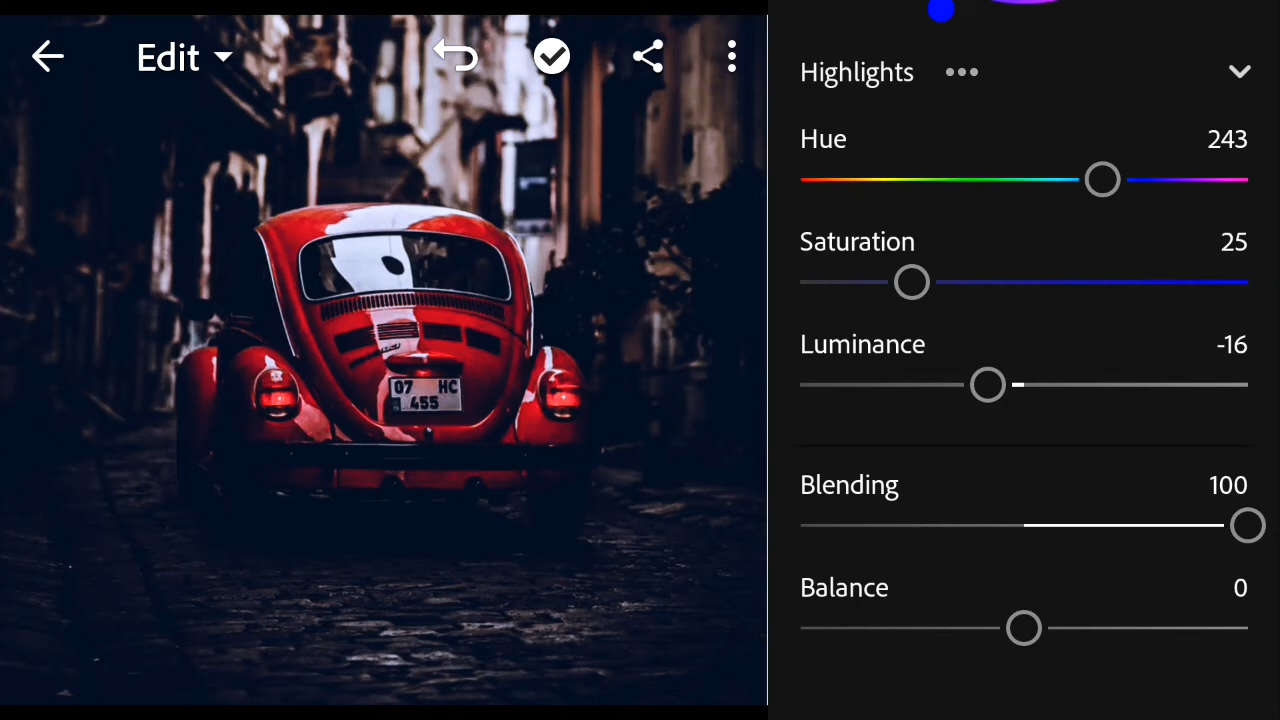 Edit
Highlights
Hue 243
Saturation 25
Luminance -16
Blending 100
Balance 0
07 HC
455